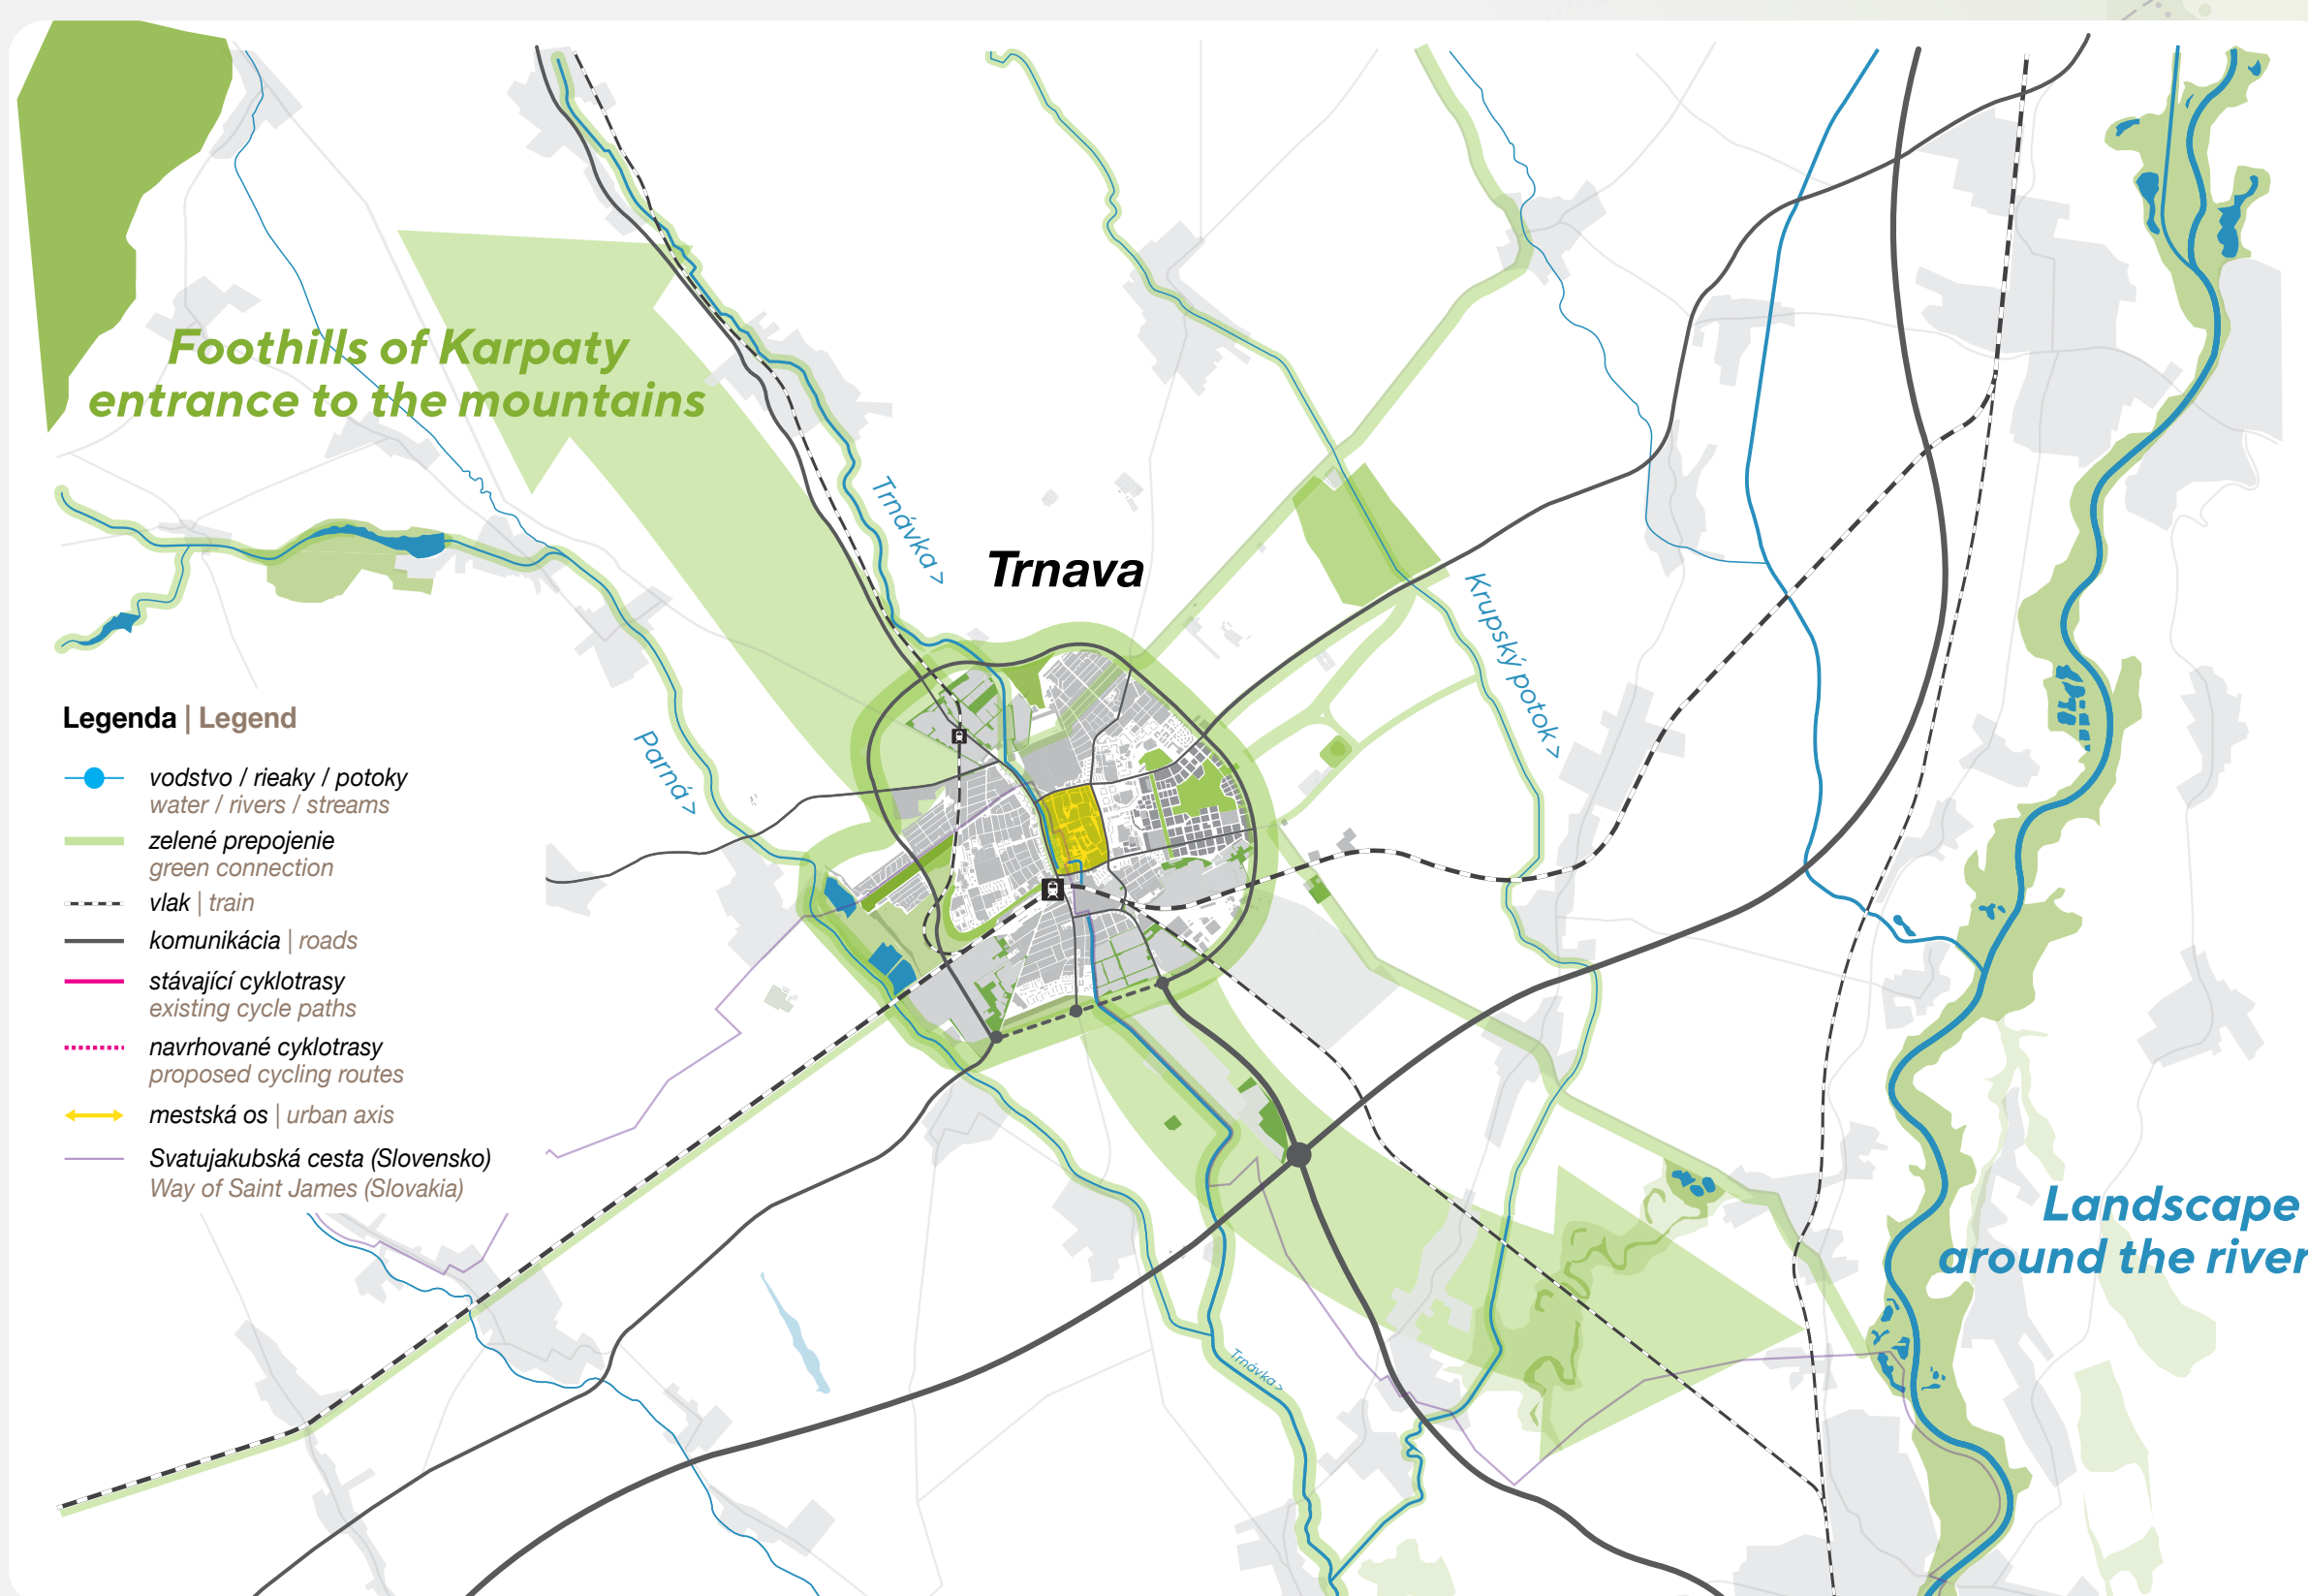 Foothills of Karpaty
entrance to the mountains
Trnávka >
Trnava
Krupský potok >
Parná >
Legenda | Legend
vodstvo / rieaky / potoky
water / rivers / streams
zelené prepojenie
green connection
vlak | train
komunikácia | roads
stávající cyklotrasy
existing cycle paths
navrhované cyklotrasy
proposed cycling routes
mestská os | urban axis
Svatujakubská cesta (Slovensko)
Way of Saint James (Slovakia)
Landscape
around the river
Trnávka >